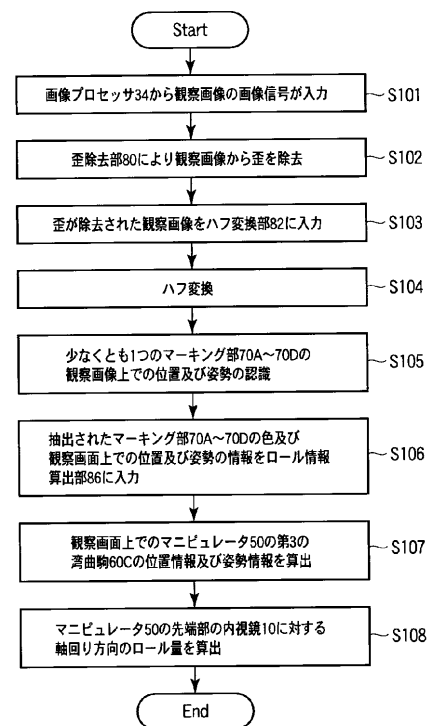 Start
画像プロセッサ34から観察画像の画像信号が入力
S101
歪除去部80により観察画像から歪を除去
S102
歪が除去された観察画像をハフ変換部82に入力
S103
ハフ変換
S104
少なくとも1つのマーキング部70A～70Dの
観察画像上での位置及び姿勢の認識
S105
抽出されたマーキング部70A～70Dの色及び
観察画面上での位置及び姿勢の情報をロール情報
算出部86に入力
S106
観察画面上でのマニピュレータ50の第3の
湾曲駒60Cの位置情報及び姿勢情報を算出
S107
マニピュレータ50の先端部の内視鏡10に対する
軸回り方向のロール量を算出
S108
End